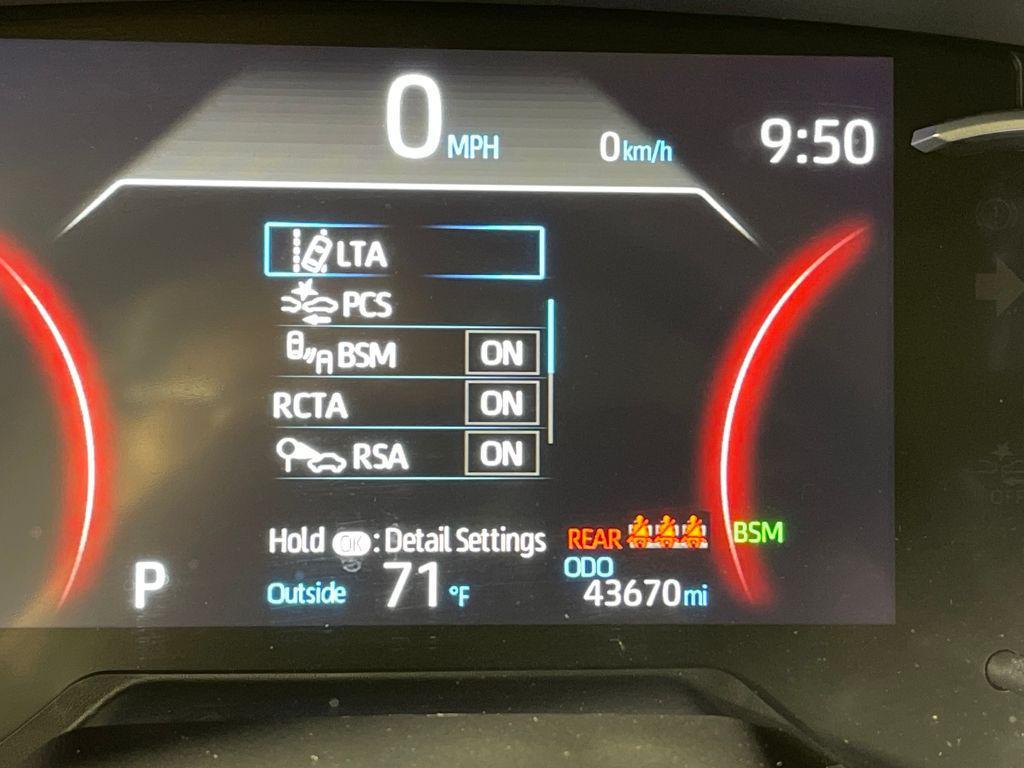 0 MPH 0 km/h 9:50
LTA
PCS
BSM ON
RCTA ON
RSA ON
Hold OK : Detail Settings REAR BSM
ODO
P Outside 71 °F 43670 mi
OFF